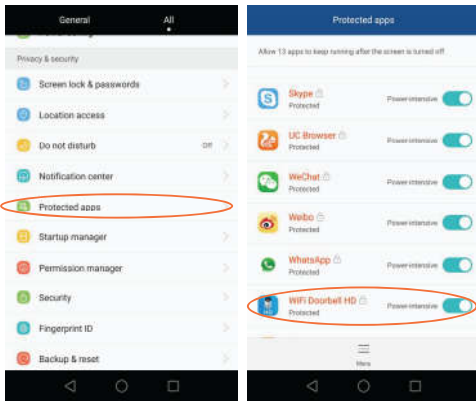 General All
Privacy & security
Screen lock & passwords
Location access
Do not disturb Off
Notification center
Protected apps
Startup manager
Permission manager
Security
Fingerprint ID
Backup & reset
Protected apps
Allow 13 apps to keep running after the screen is turned off
Skype
Protected Power-intensive
UC Browser
Protected Power-intensive
WeChat
Protected Power-intensive
Weibo
Protected Power-intensive
WhatsApp
Protected Power-intensive
WiFi Doorbell HD
Protected Power-intensive
HD
More